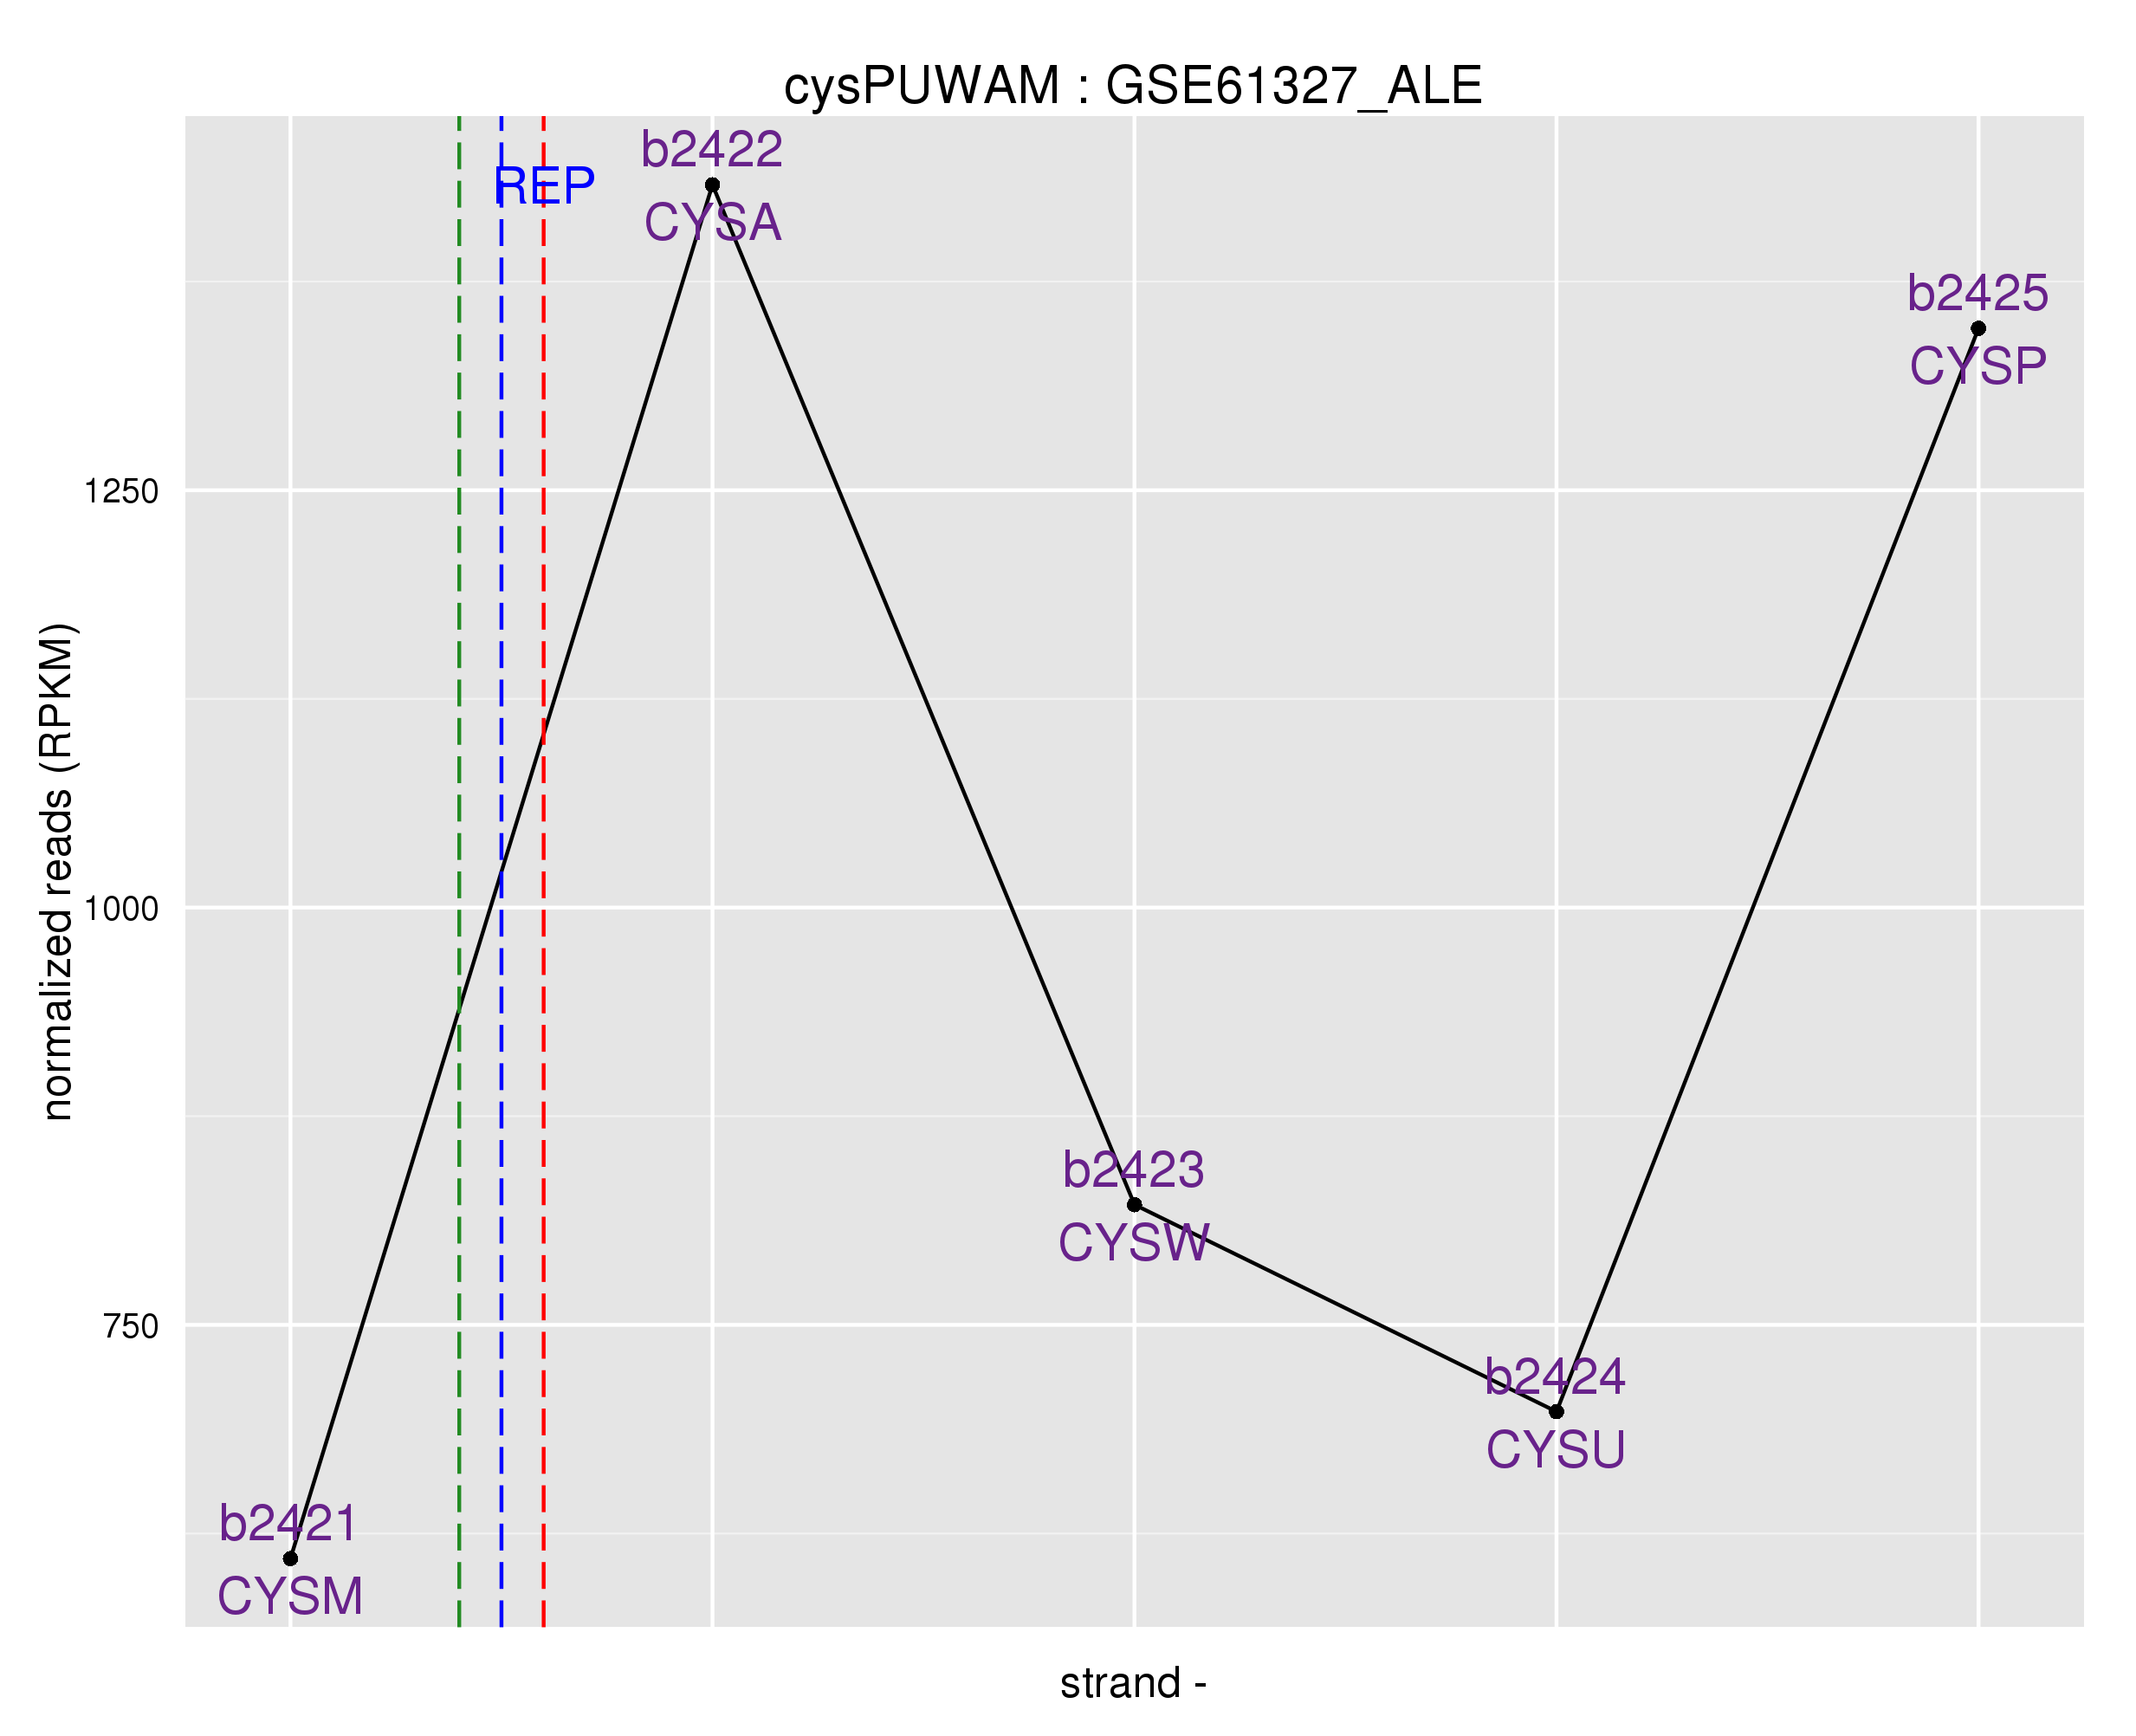 cysPUWAM : GSE61327_ALE
b2422
REP
CYSA
b2425
CYSP
1250
normalized reads (RPKM)
1000
b2423
CYSW
750
b2424
CYSU
b2421
CYSM
strand -